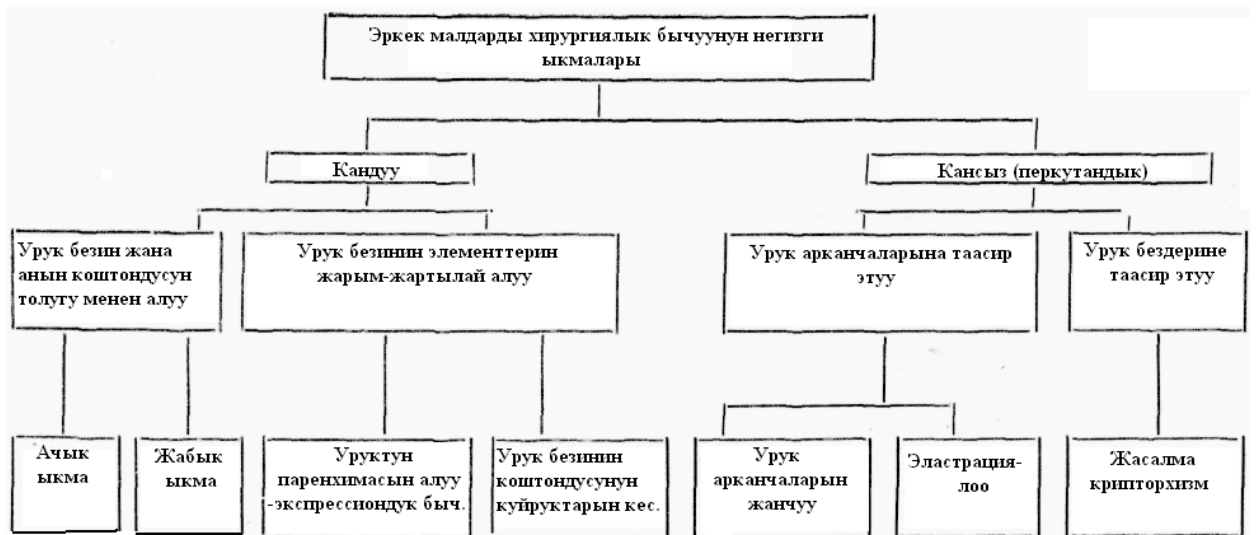 Эркек малдарды хирургиялык бычуунун негизги
ыкмалары
Кандуу
Кансыз (перкутандык)
Урук безин жана
анын коштондусун
толугу менен алуу
Урук безинин элементтерин
жарым-жартылай алуу
Урук арканчаларына таасир
этуу
Урук бездерине
таасир этуу
Ачык
ыкма
Жабык
ыкма
Уруктун
паренхимасын алуу
-экспрессиондук быч.
Урук безинин
коштондусунун
куйруктарын кес.
Урук
арканчаларын
жанчуу
Эластрация-
лоо
Жасалма
крипторхизм